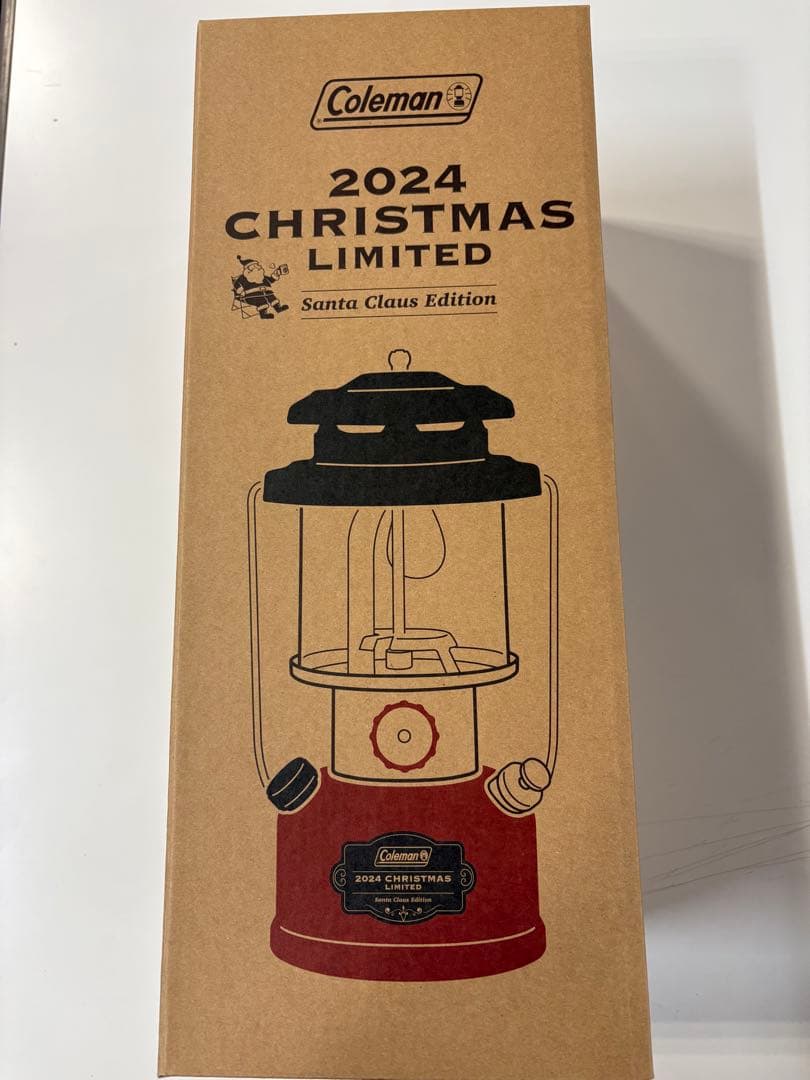 Coleman
2024
CHRISTMAS
LIMITED
Santa Claus Edition
Coleman
2024 CHRISTMAS
LIMITED
Santa Claus Edition